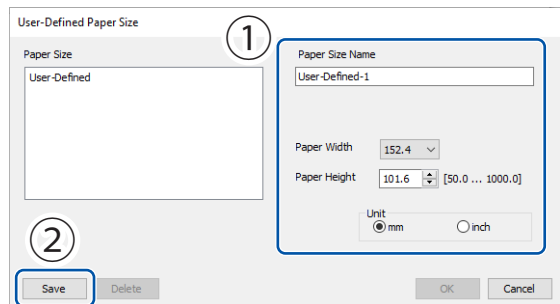 User-Defined Paper Size
1
Paper Size
User-Defined
Paper Size Name
User-Defined-1
Paper Width
152.4
Paper Height
101.6
[50.0 ... 1000.0]
Unit
mm
inch
2
Save
Delete
OK
Cancel